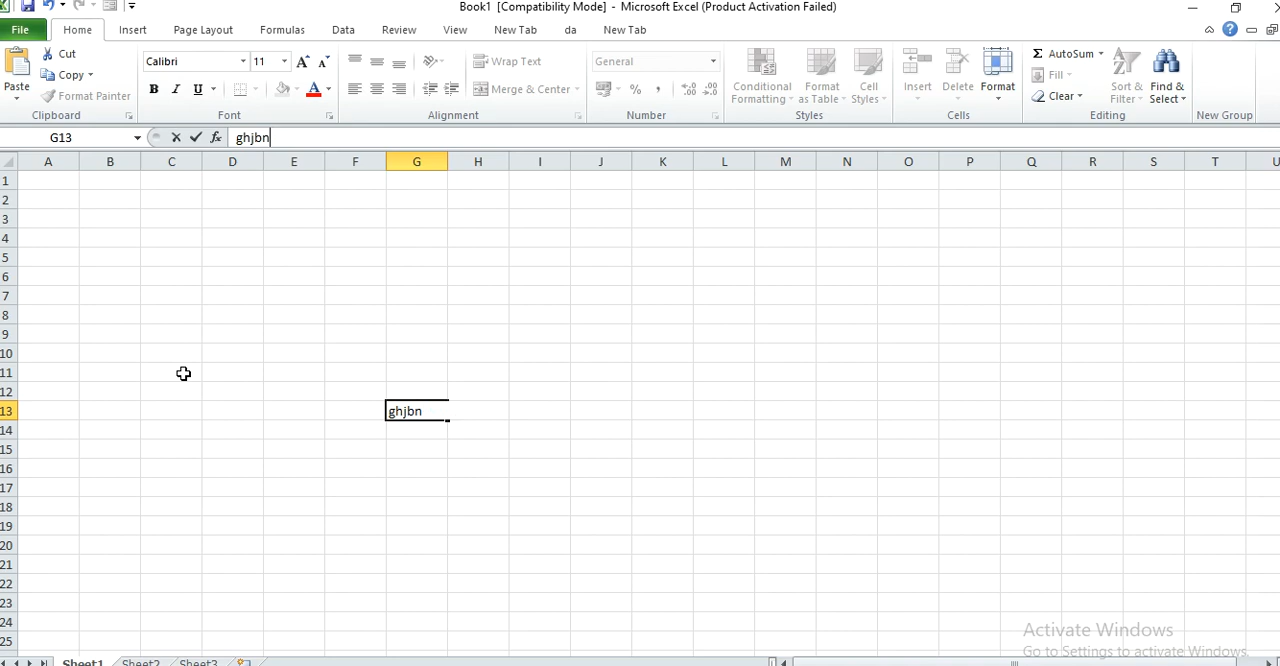 Book1 [Compatibility Mode] - Microsoft Excel (Product Activation Failed)
File Home Insert Page Layout Formulas Data Review View New Tab da New Tab
Paste
Cut
Copy
Format Painter
Clipboard
Calibri 11
B I U A
Font
Wrap Text
Merge & Center
Alignment
General
% ,
Number
Conditional Formatting
Format as Table
Cell Styles
Styles
Insert Delete Format
Cells
Σ AutoSum
Fill
Clear
Sort & Filter
Find & Select
Editing
New Group
G13 fx ghjbn
A B C D E F G H I J K L M N O P Q R S T U
1
2
3
4
5
6
7
8
9
10
11
12
13 ghjbn
14
15
16
17
18
19
20
21
22
23
24
25
Activate Windows
Go to Settings to activate Windows.
Sheet1 Sheet2 Sheet3